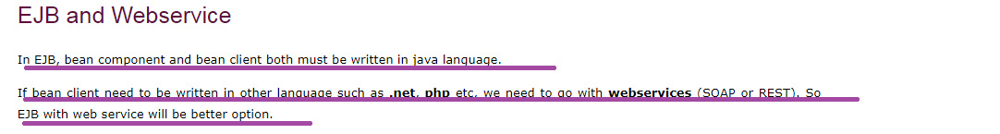 EJB and Webservice
In EJB, bean component and bean client both must be written in java language.
If bean client need to be written in other language such as .net, php etc, we need to go with webservices (SOAP or REST). So
EJB with web service will be better option.